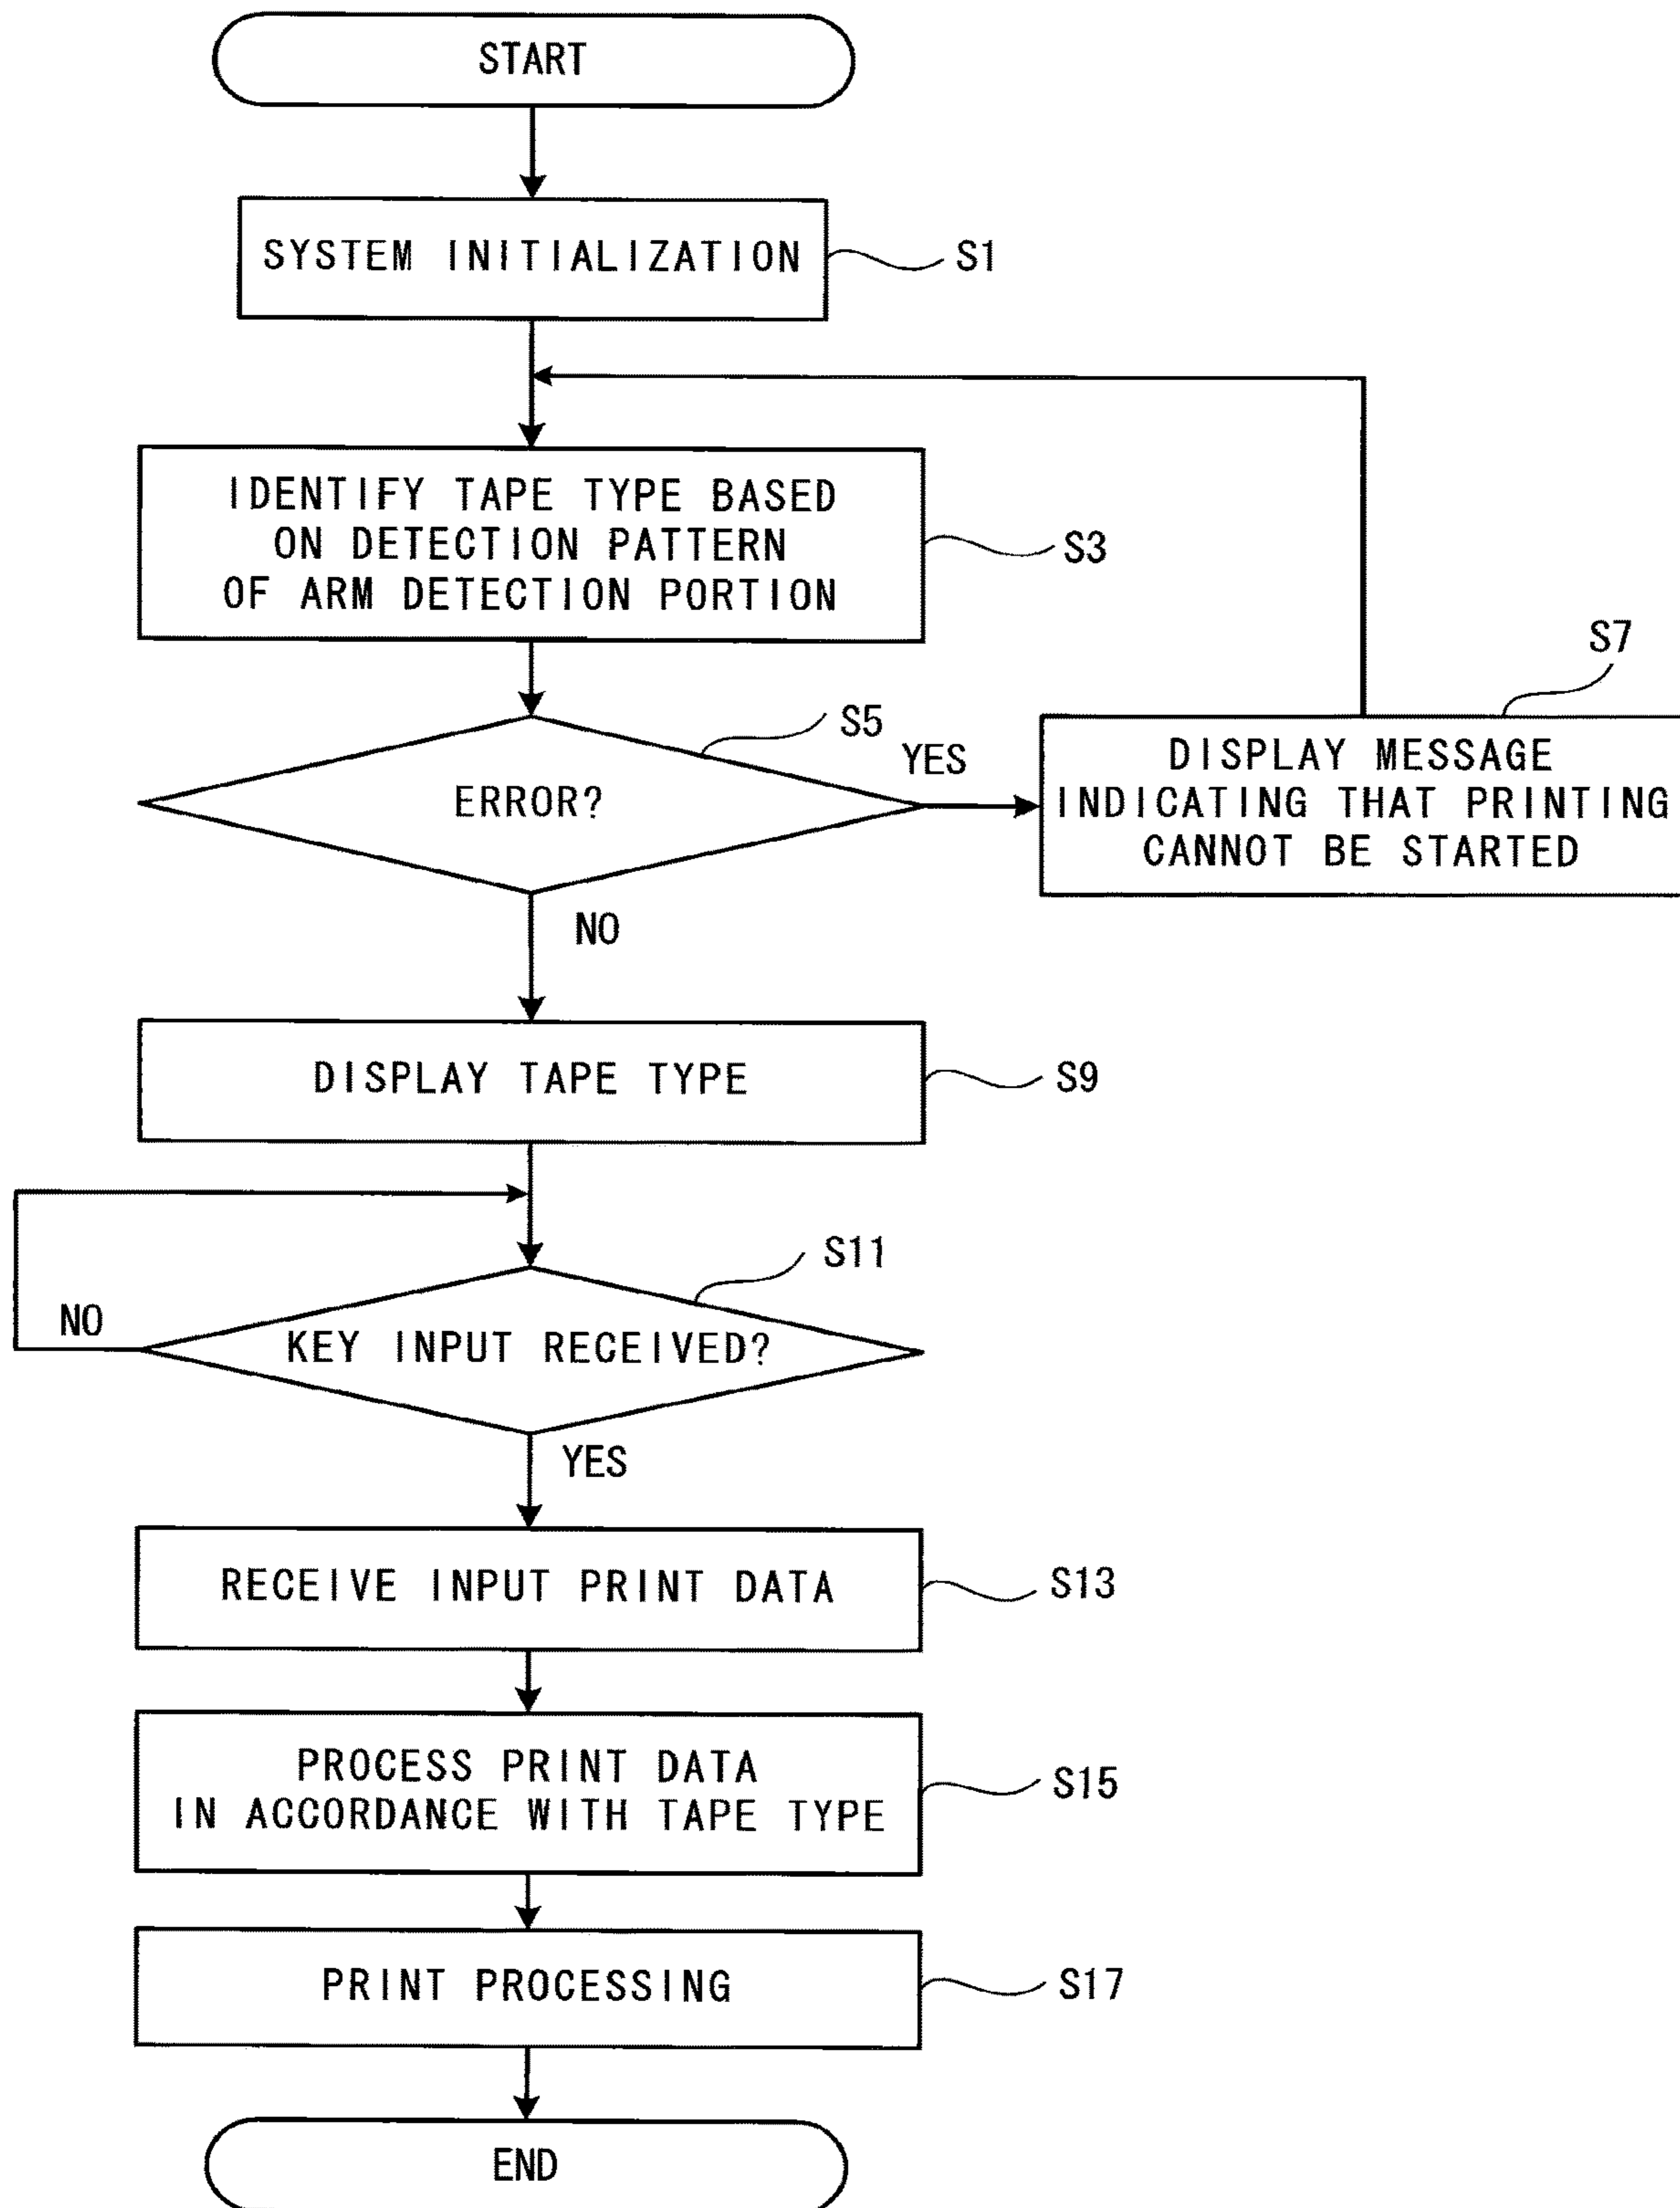 START
SYSTEM INITIALIZATION
S1
IDENTIFY TAPE TYPE BASED
ON DETECTION PATTERN
OF ARM DETECTION PORTION
S3
S5
ERROR?
YES
NO
S7
DISPLAY MESSAGE
INDICATING THAT PRINTING
CANNOT BE STARTED
DISPLAY TAPE TYPE
S9
S11
KEY INPUT RECEIVED?
NO
YES
RECEIVE INPUT PRINT DATA
S13
PROCESS PRINT DATA
IN ACCORDANCE WITH TAPE TYPE
S15
PRINT PROCESSING
S17
END